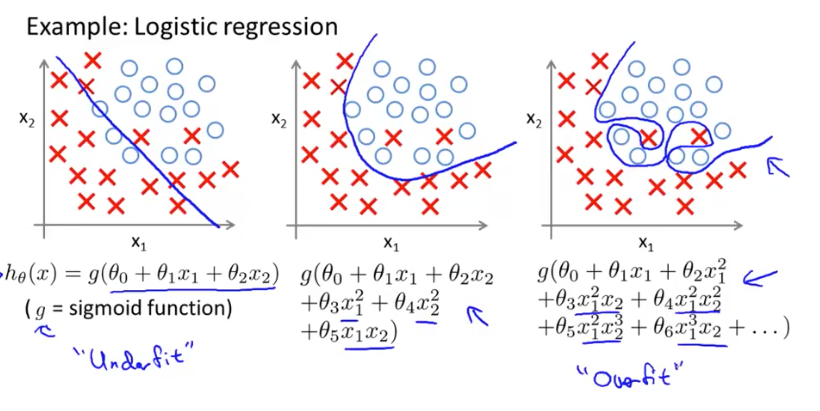 Example: Logistic regression
x₂
x₁
x₂
x₁
x₂
x₁
h_θ(x) = g(θ₀ + θ₁x₁ + θ₂x₂)
( g = sigmoid function)
"Underfit"
g(θ₀ + θ₁x₁ + θ₂x₂
+θ₃x₁² + θ₄x₂²
+θ₅x₁x₂)
g(θ₀ + θ₁x₁ + θ₂x₁²
+θ₃x₁²x₂ + θ₄x₁²x₂²
+θ₅x₁²x₂³ + θ₆x₁³x₂ + ...)
"Overfit"